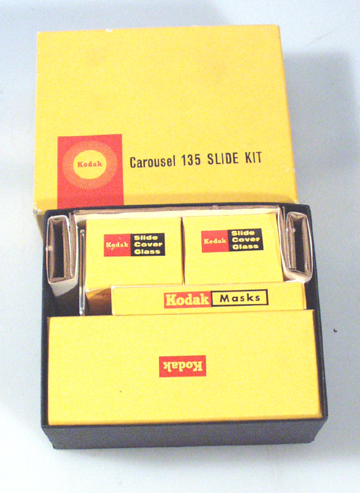 Kodak
Carousel 135 SLIDE KIT
Kodak
Slide
Cover
Glass
Kodak
Slide
Cover
Glass
Kodak Masks
Kodak